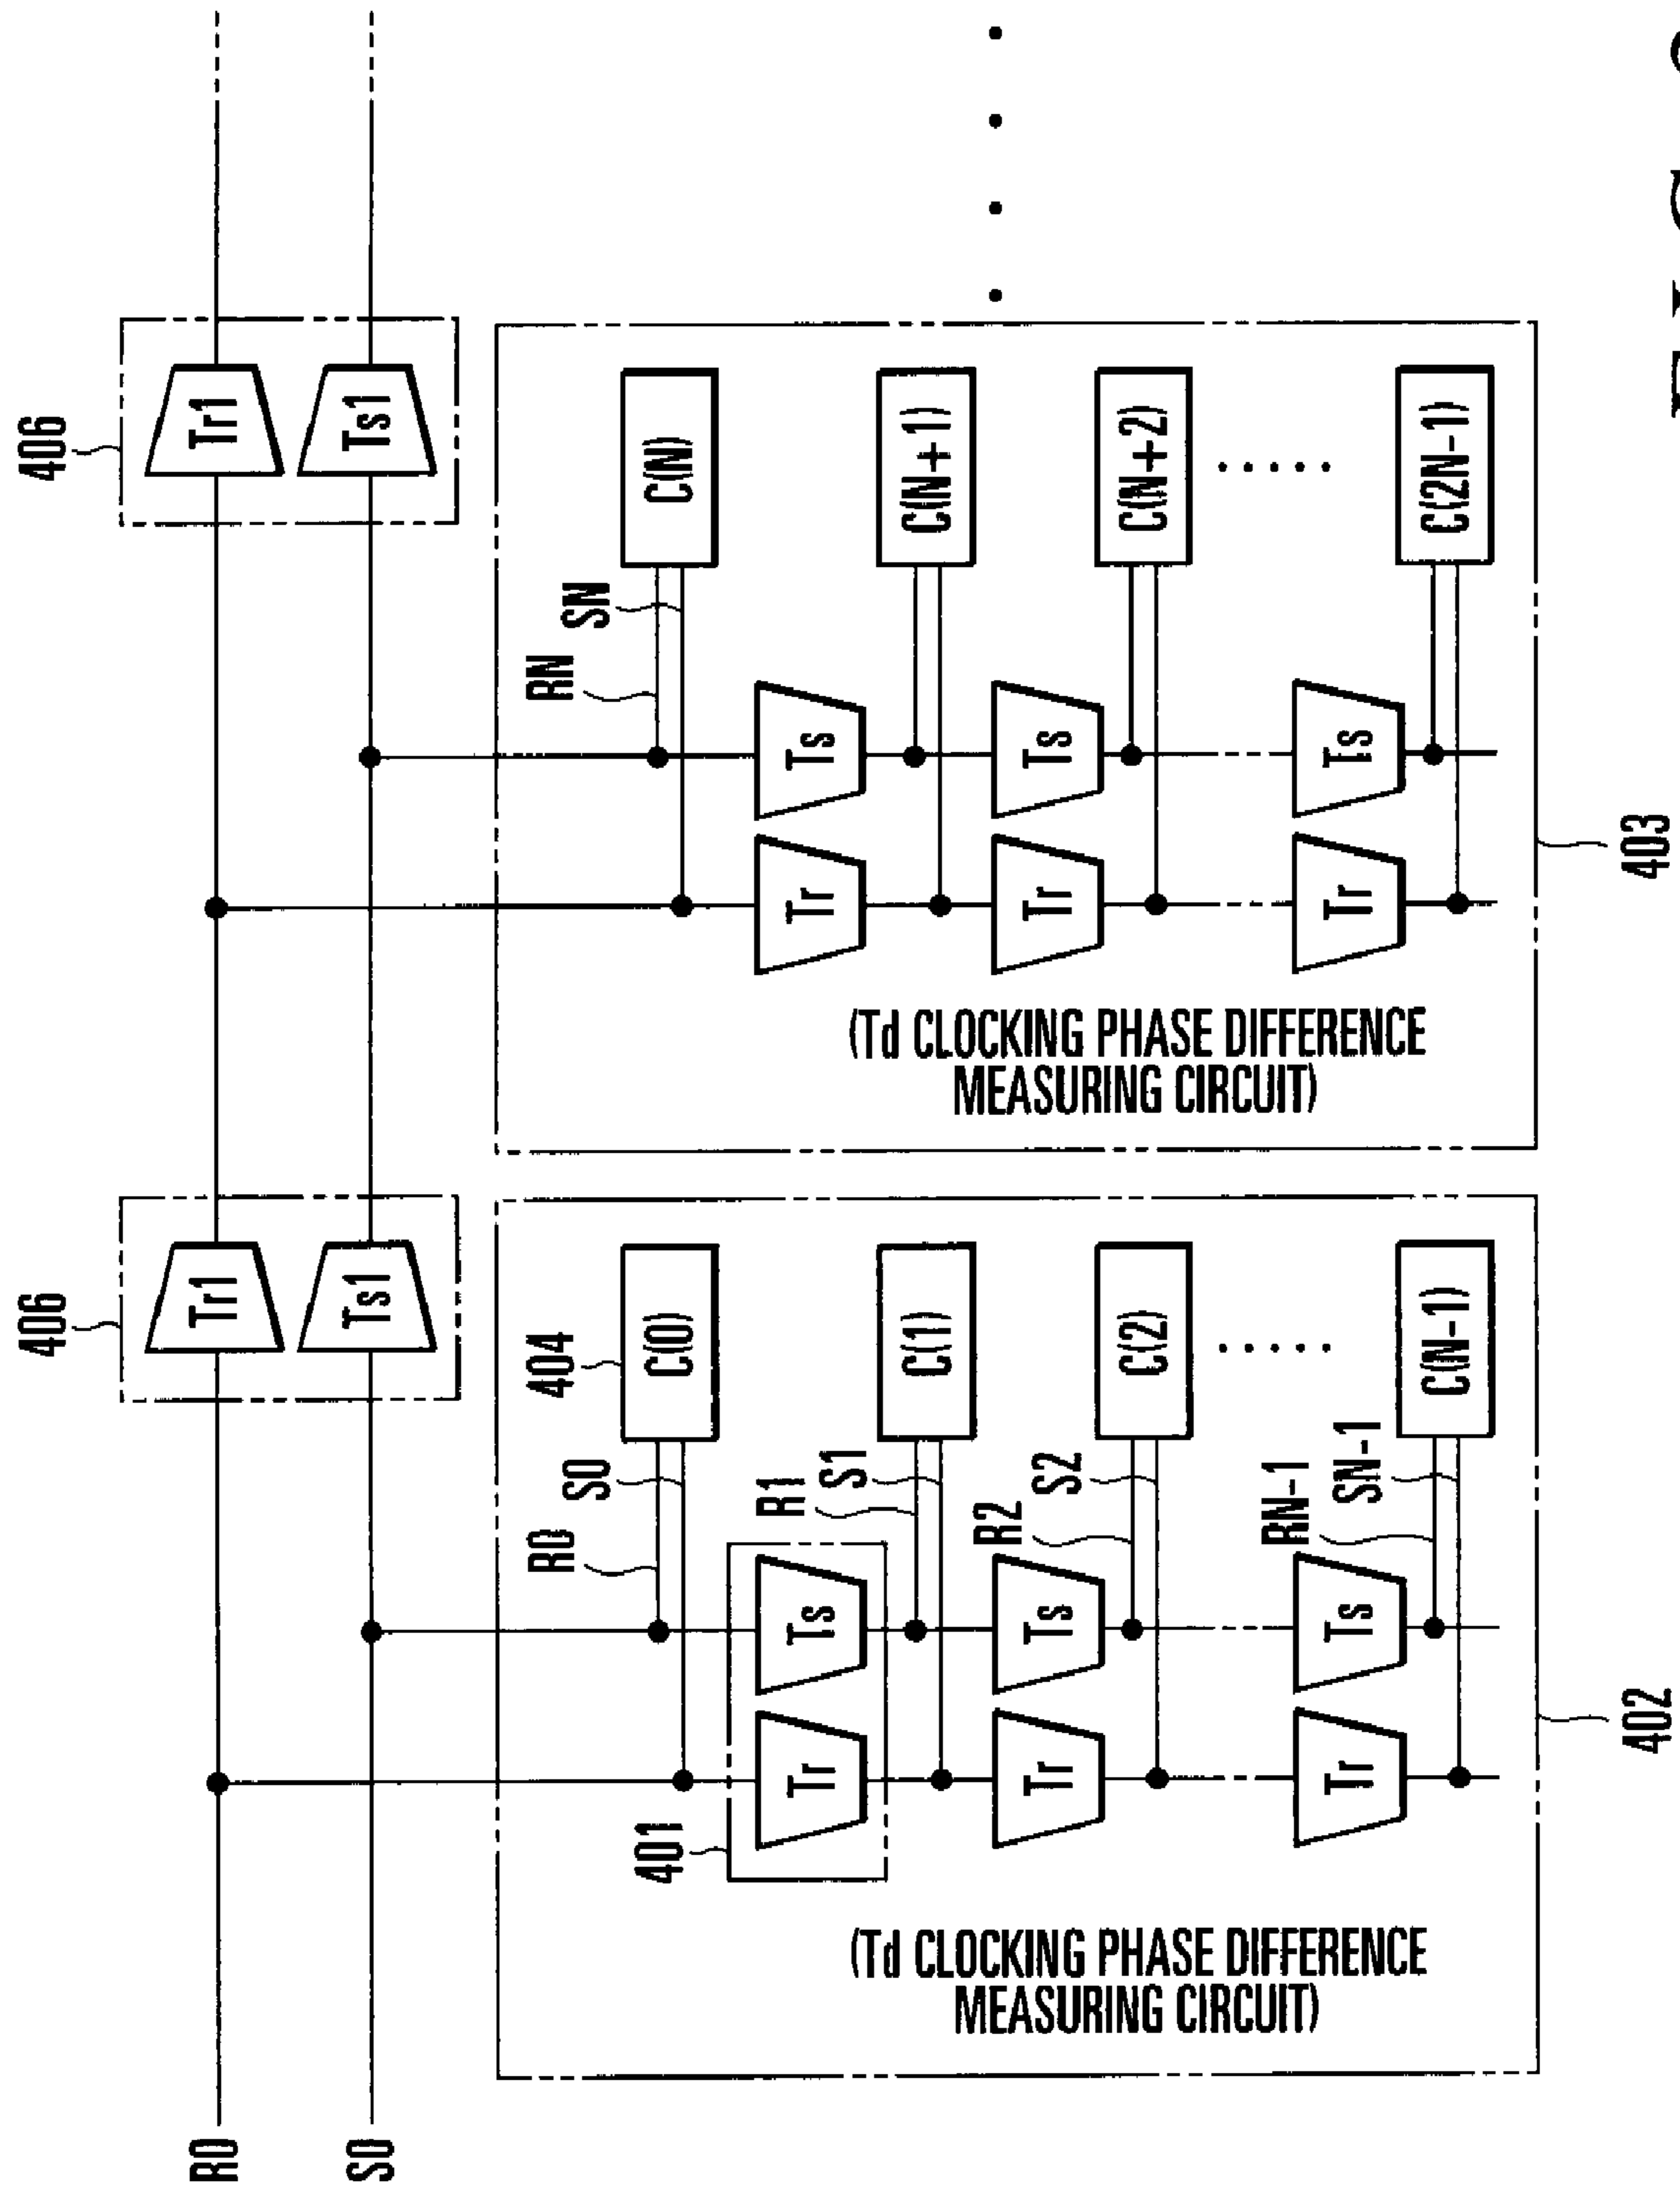 406
406
R0
Tr1
Tr1
S0
Ts1
Ts1
R0
S0
404
C(0)
401
Tr
Ts
R1
S1
C(1)
Tr
Ts
R2
S2
C(2)
Tr
Ts
RN-1
SN-1
C(N-1)
(Td CLOCKING PHASE DIFFERENCE
MEASURING CIRCUIT)
402
RN
SN
C(N)
Tr
Ts
C(N+1)
Tr
Ts
C(N+2)
Tr
Ts
C(2N-1)
(Td CLOCKING PHASE DIFFERENCE
MEASURING CIRCUIT)
403